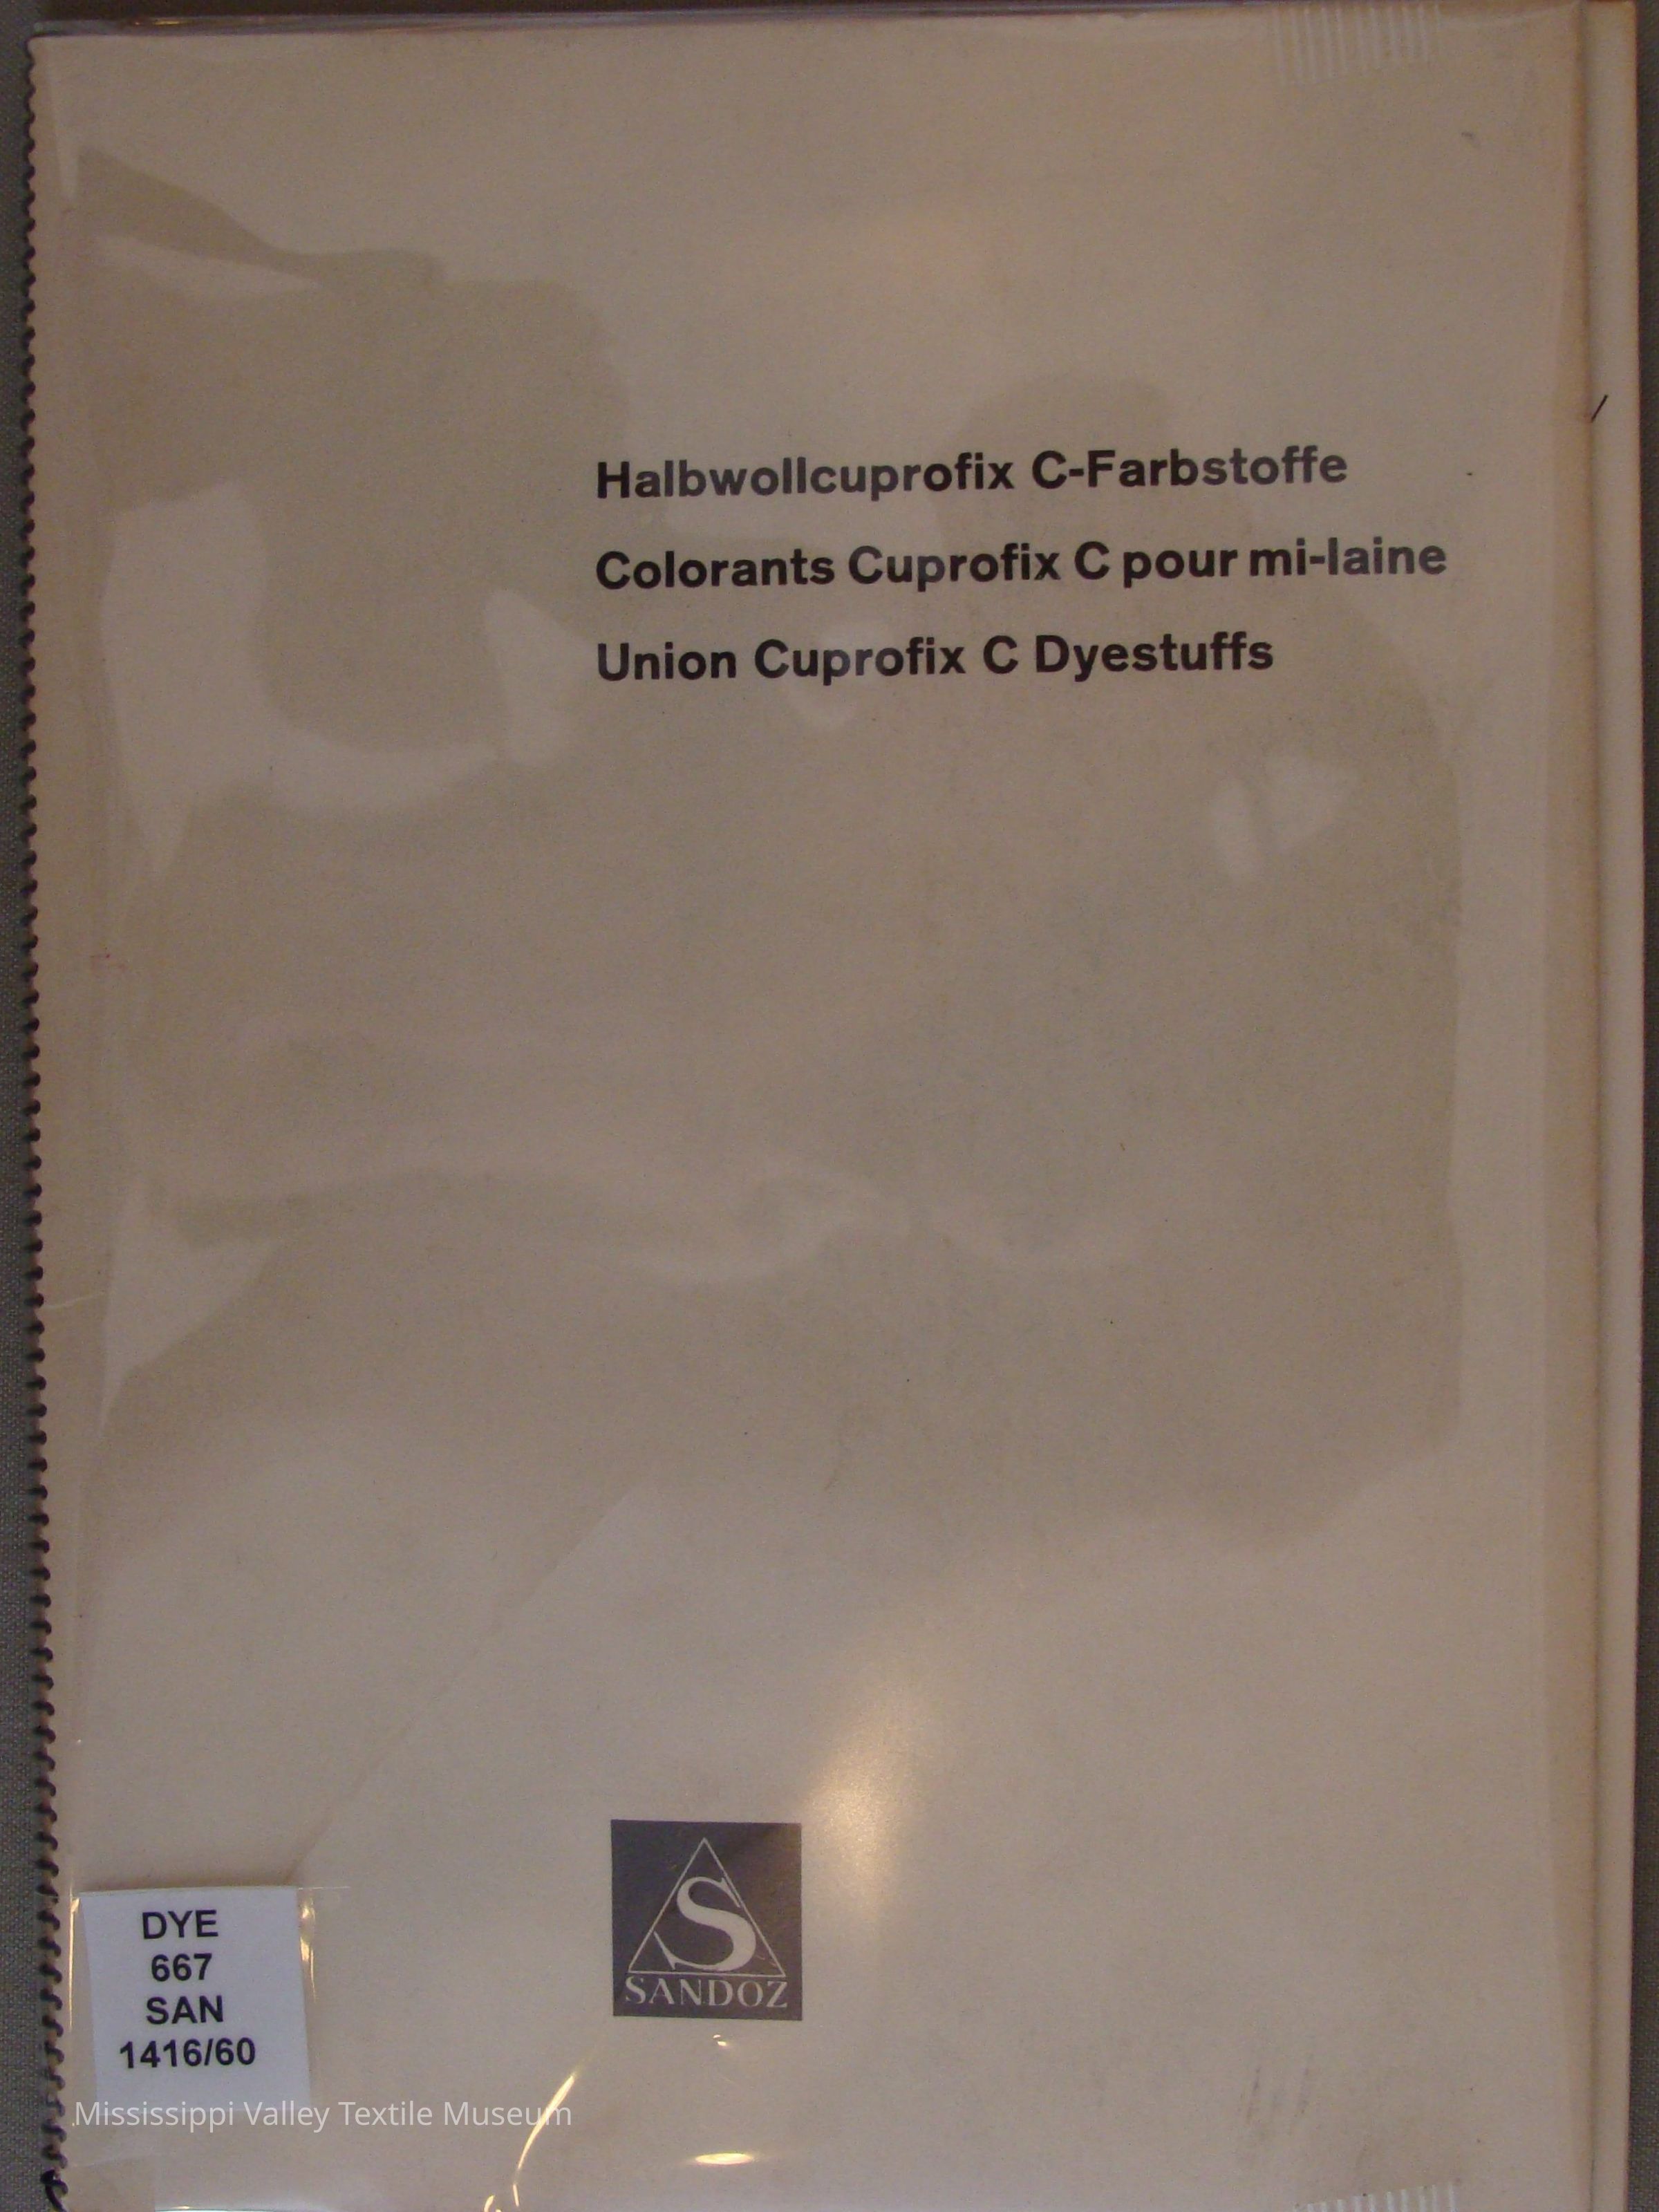 Halbwollcuprofix C-Farbstoffe
Colorants Cuprofix C pour mi-laine
Union Cuprofix C Dyestuffs
S
SANDOZ
DYE
667
SAN
1416/60
Mississippi Valley Textile Museum